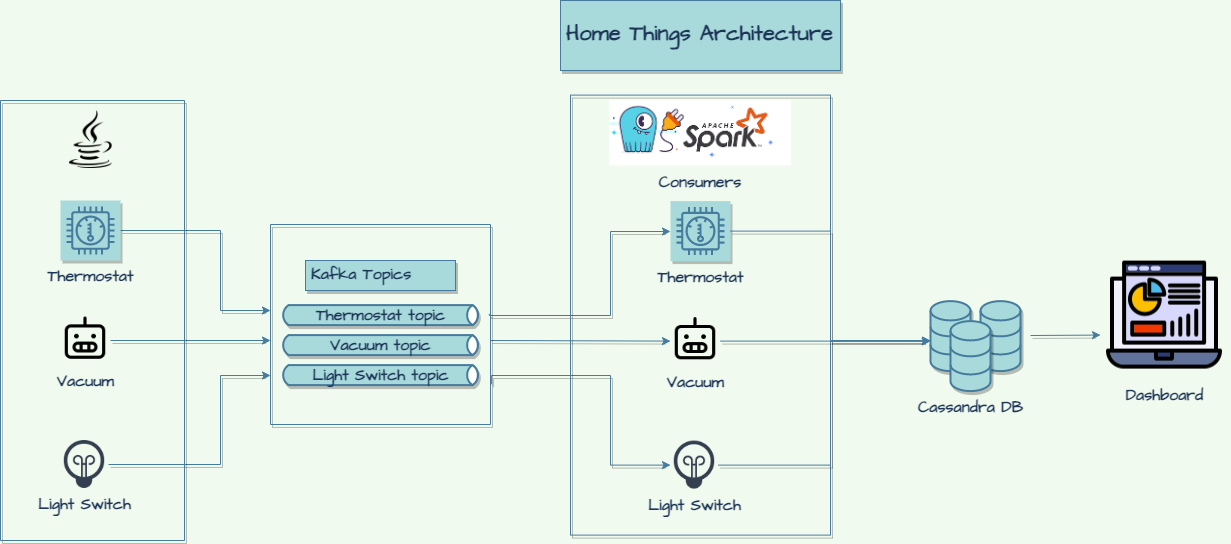 Home Things Architecture
APACHE
Spark
Consumers
Thermostat
Vacuum
Light Switch
Kafka Topics
Thermostat topic
Vacuum topic
Light Switch topic
Thermostat
Vacuum
Light Switch
Cassandra DB
Dashboard